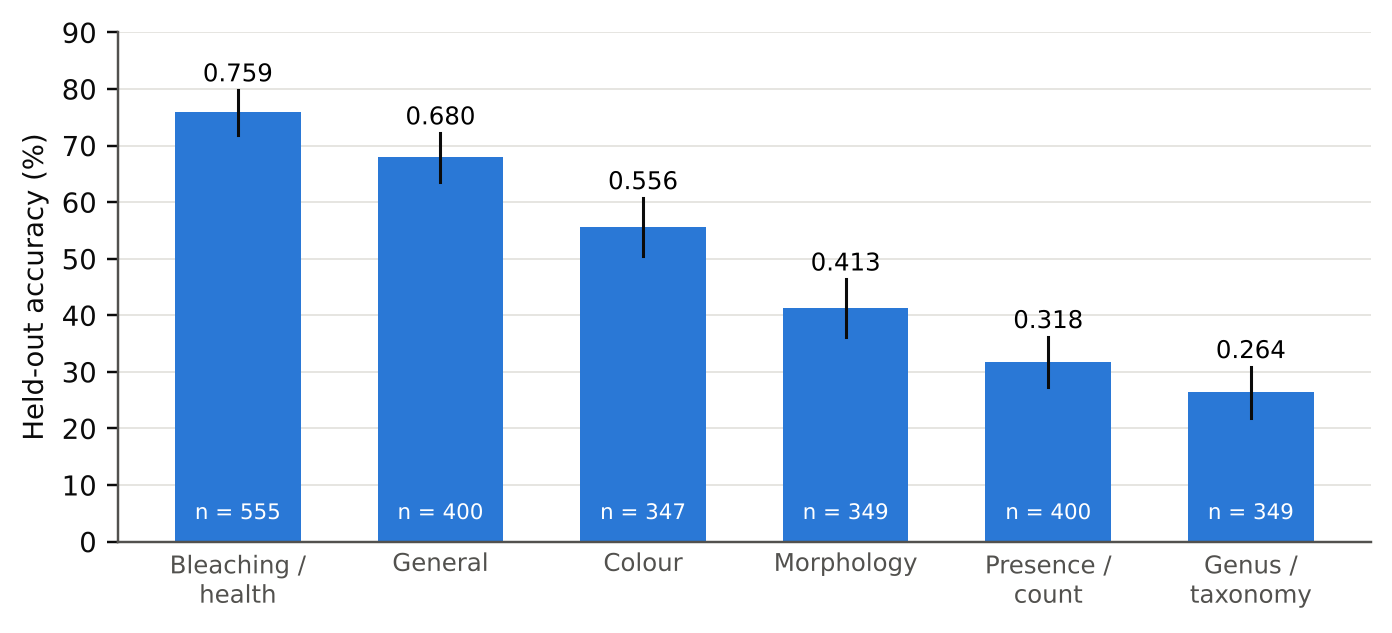 Held-out accuracy (%)
90
80
70
60
50
40
30
20
10
0
0.759
0.680
0.556
0.413
0.318
0.264
n = 555
n = 400
n = 347
n = 349
n = 400
n = 349
Bleaching /
health
General
Colour
Morphology
Presence /
count
Genus /
taxonomy